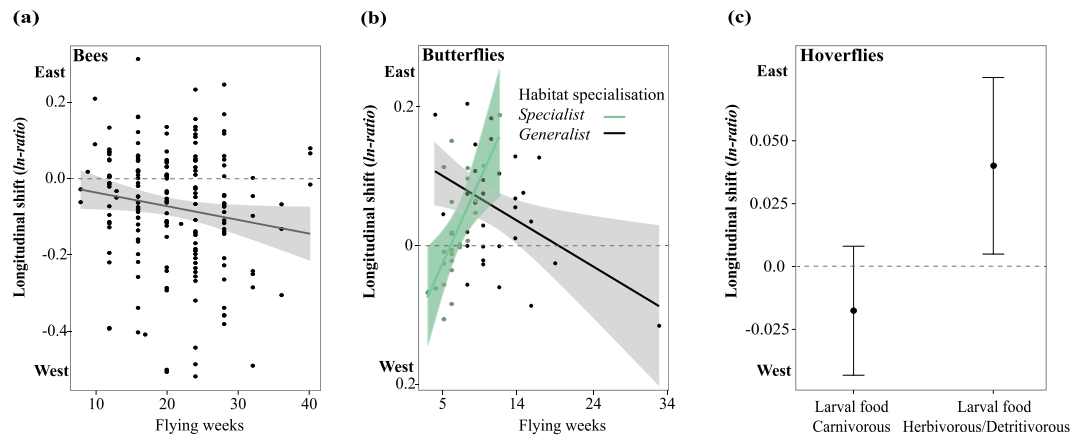 (a)
Bees
East
0.2
0.0
-0.2
-0.4
West
Longitudinal shift (ln-ratio)
10
20
30
40
Flying weeks
(b)
Butterflies
East
0.2
0
0.2
West
Longitudinal shift (ln-ratio)
Habitat specialisation
Specialist
Generalist
5
14
24
34
Flying weeks
(c)
Hoverflies
East
0.050
0.025
0.0
-0.025
West
Longitudinal shift (ln-ratio)
Larval food
Carnivorous
Larval food
Herbivorous/Detritivorous